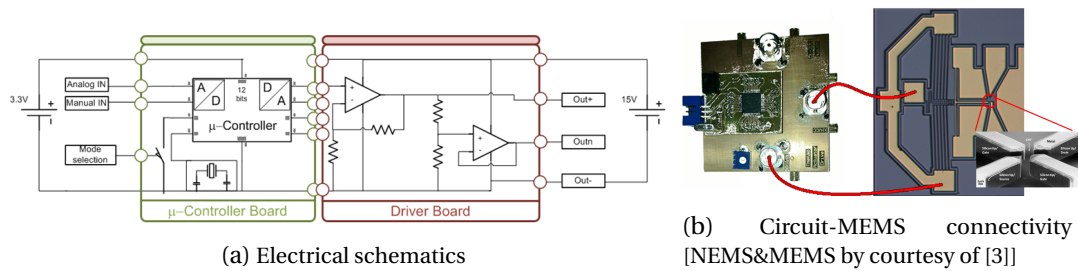 3.3V
Analog IN
Manual IN
Mode
selection
A
D
12
bits
D
A
μ-Controller
μ-Controller Board
+
-
+
-
Driver Board
Out+
Outn
Out-
15V
(a) Electrical schematics
(b) Circuit-MEMS connectivity
[NEMS&MEMS by courtesy of [3]]